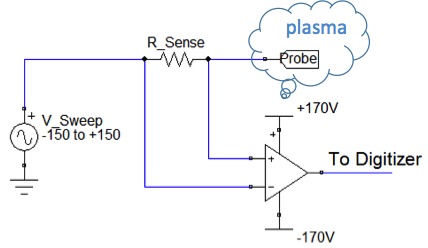 plasma
R_Sense
Probe
+170V
+
V_Sweep
-150 to +150
+
+
-
To Digitizer
-170V